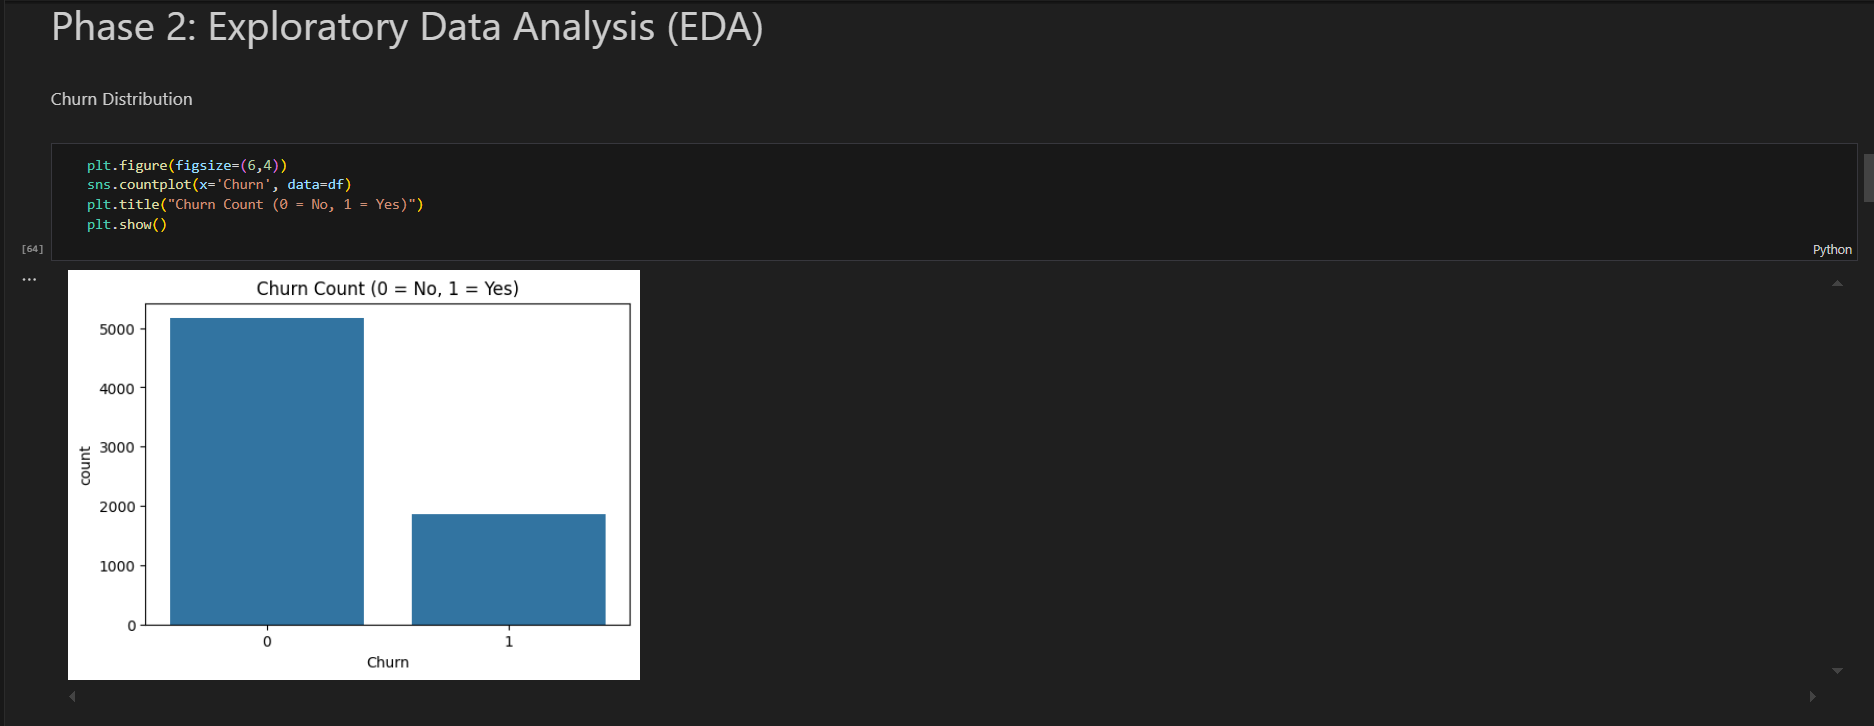 Phase 2: Exploratory Data Analysis (EDA)
Churn Distribution
plt.figure(figsize=(6,4))
sns.countplot(x='Churn', data=df)
plt.title("Churn Count (0 = No, 1 = Yes)")
plt.show()
[64]
Python
...
Churn Count (0 = No, 1 = Yes)
5000
4000
3000
2000
1000
0
count
0 1
Churn